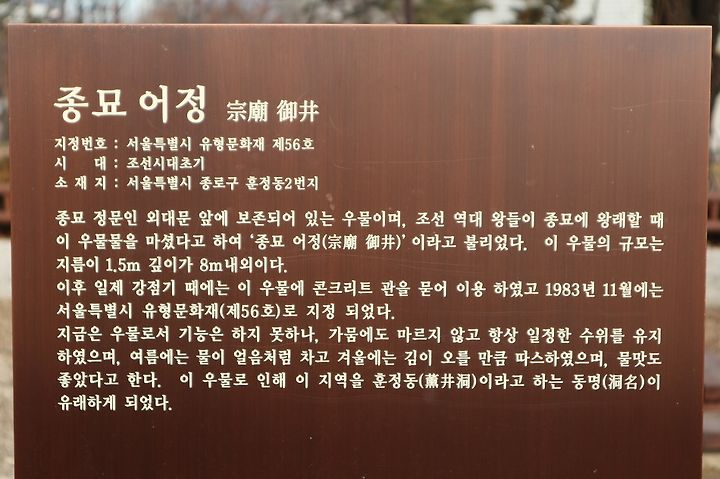 종묘 어정 宗廟 御井
지정번호 : 서울특별시 유형문화재 제56호
시 대 : 조선시대초기
소 재 지 : 서울특별시 종로구 훈정동2번지
종묘 정문인 외대문 앞에 보존되어 있는 우물이며, 조선 역대 왕들이 종묘에 왕래할 때
이 우물물을 마셨다고 하여 '종묘 어정(宗廟 御井)' 이라고 불리었다. 이 우물의 규모는
지름이 1.5m 깊이가 8m내외이다.
이후 일제 강점기 때에는 이 우물에 콘크리트 관을 묻어 이용 하였고 1983년 11월에는
서울특별시 유형문화재(제56호)로 지정 되었다.
지금은 우물로서 기능은 하지 못하나, 가뭄에도 마르지 않고 항상 일정한 수위를 유지
하였으며, 여름에는 물이 얼음처럼 차고 겨울에는 김이 오를 만큼 따스하였으며, 물맛도
좋았다고 한다. 이 우물로 인해 이 지역을 훈정동(薰井洞)이라고 하는 동명(洞名)이
유래하게 되었다.